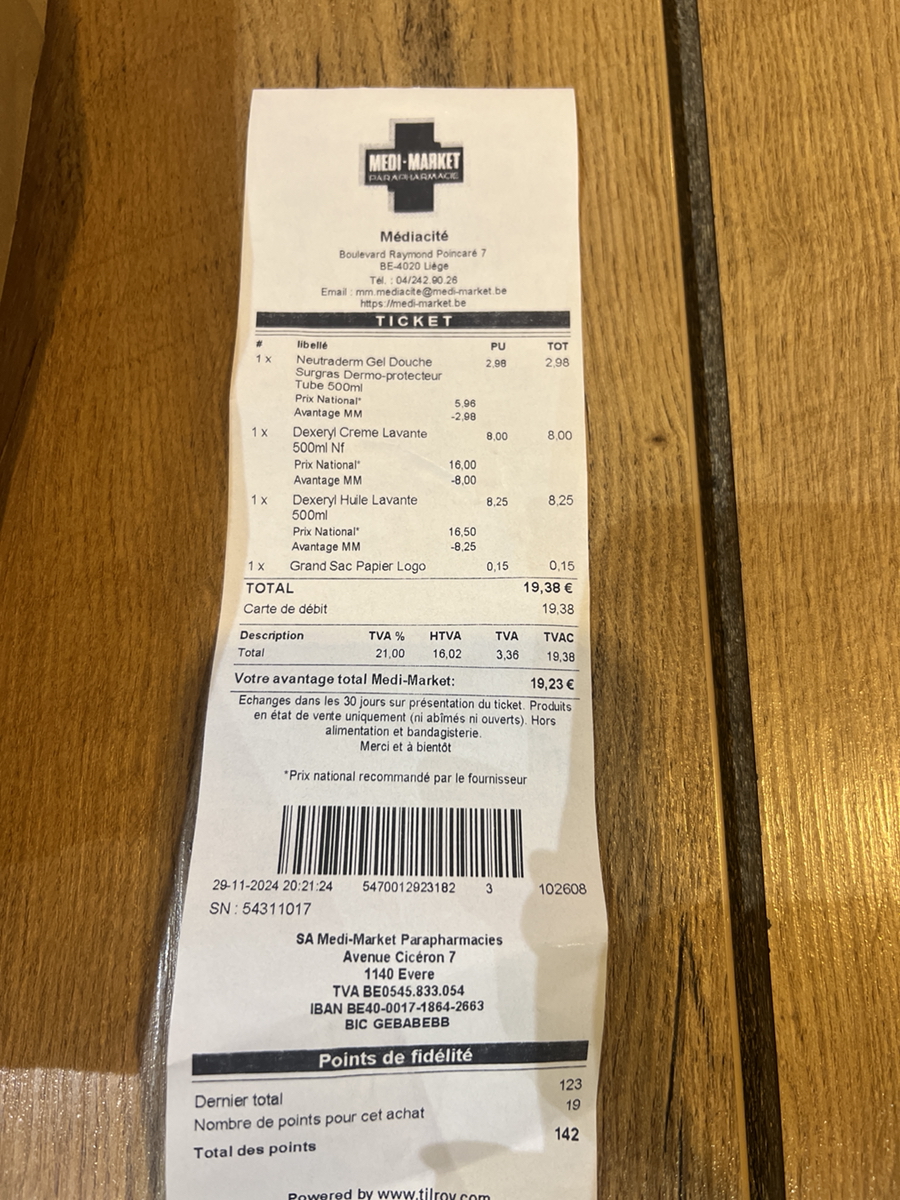 MEDI-MARKET
PARAPHARMACIE
Médiacité
Boulevard Raymond Poincaré 7
BE-4020 Liège
Tél. : 04/242.90.26
Email : mm.mediacite@medi-market.be
https://medi-market.be
TICKET
# libellé PU TOT
1 x Neutraderm Gel Douche 2,98 2,98
Surgras Dermo-protecteur
Tube 500ml
Prix National* 5,96
Avantage MM -2,98
1 x Dexeryl Creme Lavante 8,00 8,00
500ml Nf
Prix National* 16,00
Avantage MM -8,00
1 x Dexeryl Huile Lavante 8,25 8,25
500ml
Prix National* 16,50
Avantage MM -8,25
1 x Grand Sac Papier Logo 0,15 0,15
TOTAL 19,38 €
Carte de débit 19,38
Description TVA % HTVA TVA TVAC
Total 21,00 16,02 3,36 19,38
Votre avantage total Medi-Market: 19,23 €
Echanges dans les 30 jours sur présentation du ticket. Produits
en état de vente uniquement (ni abîmés ni ouverts). Hors
alimentation et bandagisterie.
Merci et à bientôt
*Prix national recommandé par le fournisseur
29-11-2024 20:21:24 5470012923182 3 102608
SN : 54311017
SA Medi-Market Parapharmacies
Avenue Cicéron 7
1140 Evere
TVA BE0545.833.054
IBAN BE40-0017-1864-2663
BIC GEBABEBB
Points de fidélité
Dernier total 123
Nombre de points pour cet achat 19
Total des points 142
Powered by www.tilroy.com